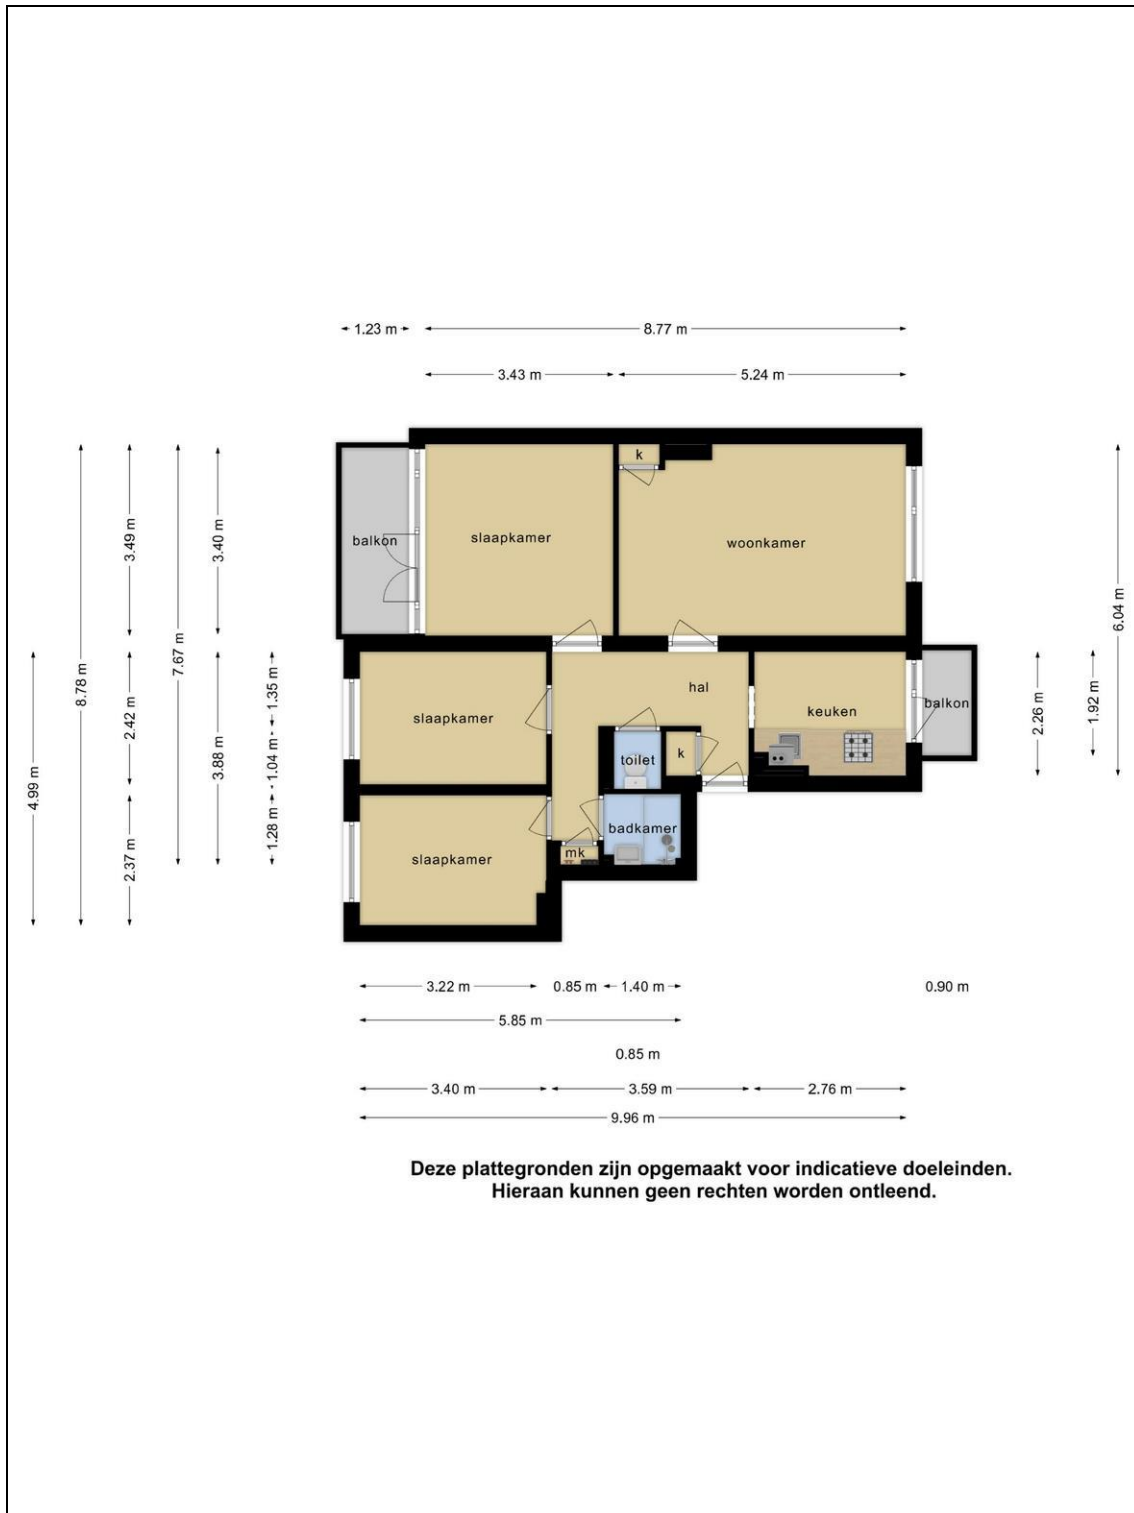 1.23 m
8.77 m
3.43 m
5.24 m
k
balkon
slaapkamer
woonkamer
3.49 m
3.40 m
6.04 m
7.67 m
8.78 m
slaapkamer
hal
keuken
balkon
1.35 m
2.42 m
3.88 m
1.04 m
2.26 m
1.92 m
toilet
k
4.99 m
1.28 m
2.37 m
slaapkamer
badkamer
mk
3.22 m
0.85 m
1.40 m
0.90 m
5.85 m
0.85 m
3.40 m
3.59 m
2.76 m
9.96 m
Deze plattegronden zijn opgemaakt voor indicatieve doeleinden.
Hieraan kunnen geen rechten worden ontleend.